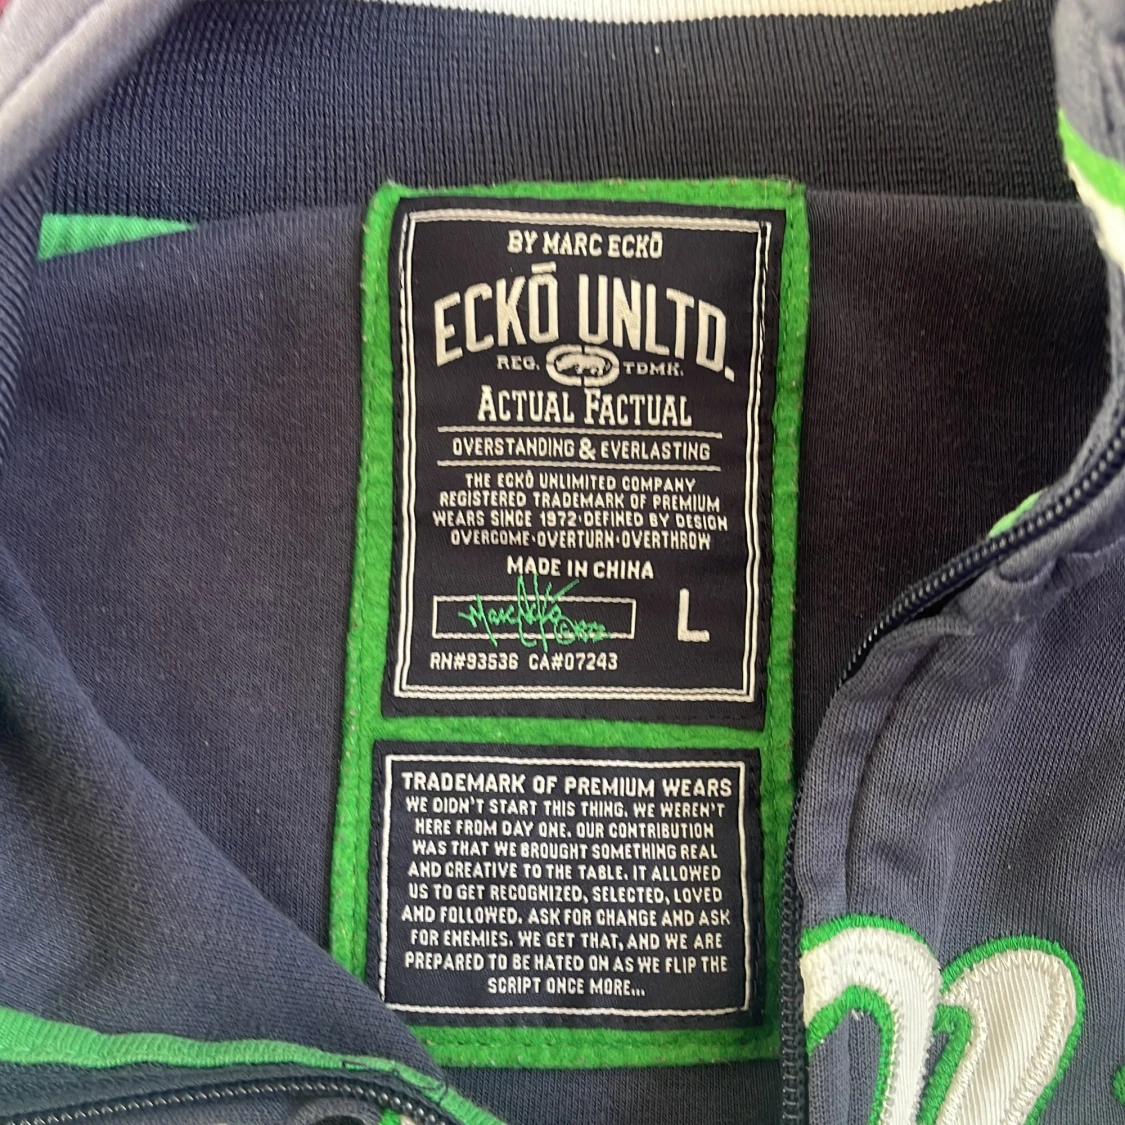 BY MARC ECKŌ
ECKŌ UNLTD.
REG. TDMK.
ACTUAL FACTUAL
OVERSTANDING & EVERLASTING
THE ECKŌ UNLIMITED COMPANY
REGISTERED TRADEMARK OF PREMIUM
WEARS SINCE 1972·DEFINED BY DESIGN
OVERCOME·OVERTURN·OVERTHROW
MADE IN CHINA
Marc Ecko ©1972
L
RN#93536 CA#07243
TRADEMARK OF PREMIUM WEARS
WE DIDN'T START THIS THING. WE WEREN'T
HERE FROM DAY ONE. OUR CONTRIBUTION
WAS THAT WE BROUGHT SOMETHING REAL
AND CREATIVE TO THE TABLE. IT ALLOWED
US TO GET RECOGNIZED, SELECTED, LOVED
AND FOLLOWED. ASK FOR CHANGE AND ASK
FOR ENEMIES. WE GET THAT, AND WE ARE
PREPARED TO BE HATED ON AS WE FLIP THE
SCRIPT ONCE MORE...